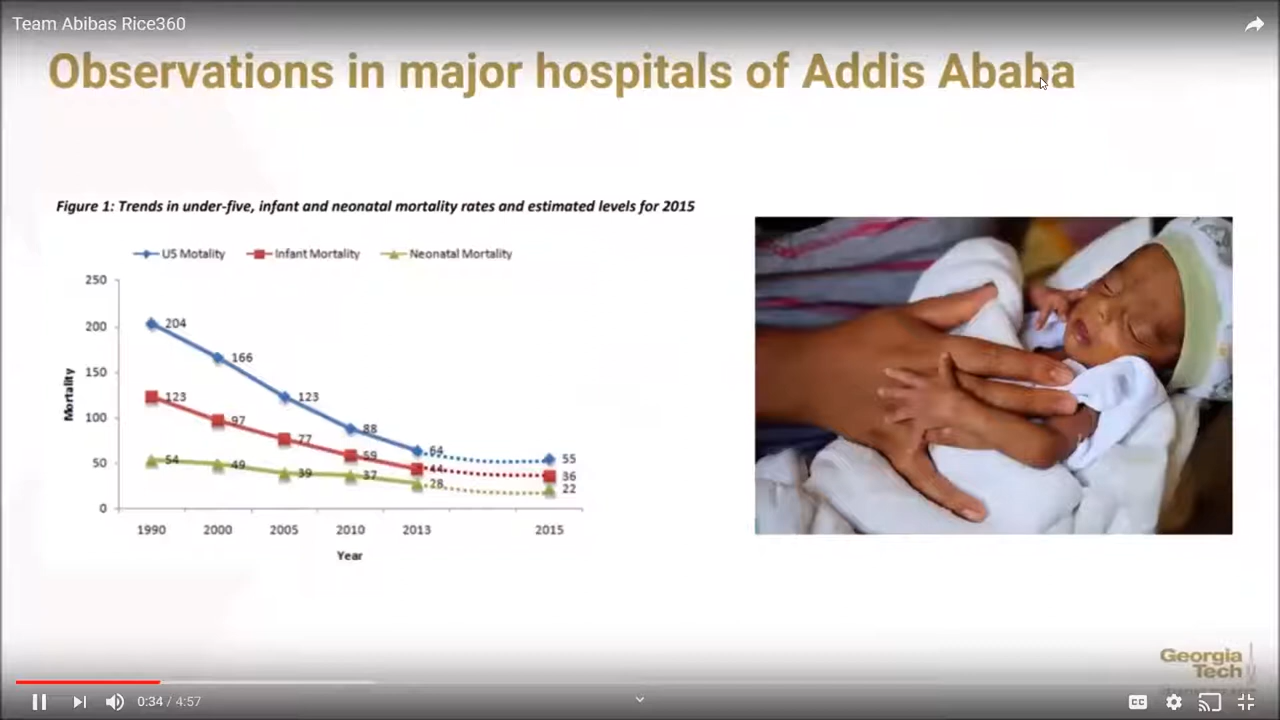 Team Abibas Rice360
Observations in major hospitals of Addis Ababa
Figure 1: Trends in under-five, infant and neonatal mortality rates and estimated levels for 2015
U5 Motality Infant Mortality Neonatal Mortality
250
200
150
100
50
0
Mortality
204
166
123
88
64
55
123
97
77
59
44
36
54
49
39
37
28
22
1990 2000 2005 2010 2013 2015
Year
Georgia
Tech
0:34 / 4:57
CC